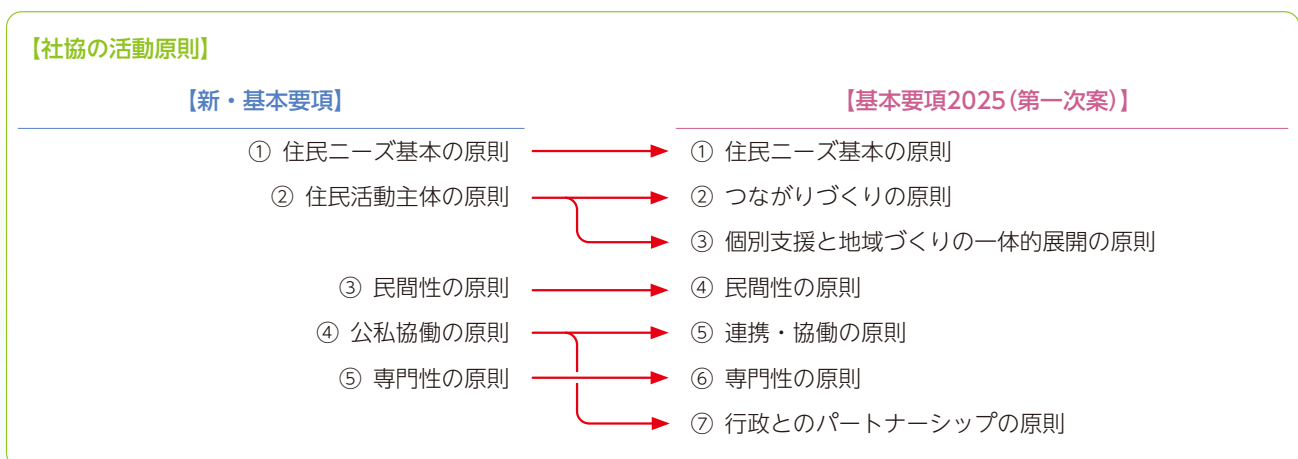 【社協の活動原則】
【新・基本要項】
【基本要項2025(第一次案)】
① 住民ニーズ基本の原則
① 住民ニーズ基本の原則
② 住民活動主体の原則
② つながりづくりの原則
③ 個別支援と地域づくりの一体的展開の原則
③ 民間性の原則
④ 民間性の原則
④ 公私協働の原則
⑤ 連携・協働の原則
⑤ 専門性の原則
⑥ 専門性の原則
⑦ 行政とのパートナーシップの原則